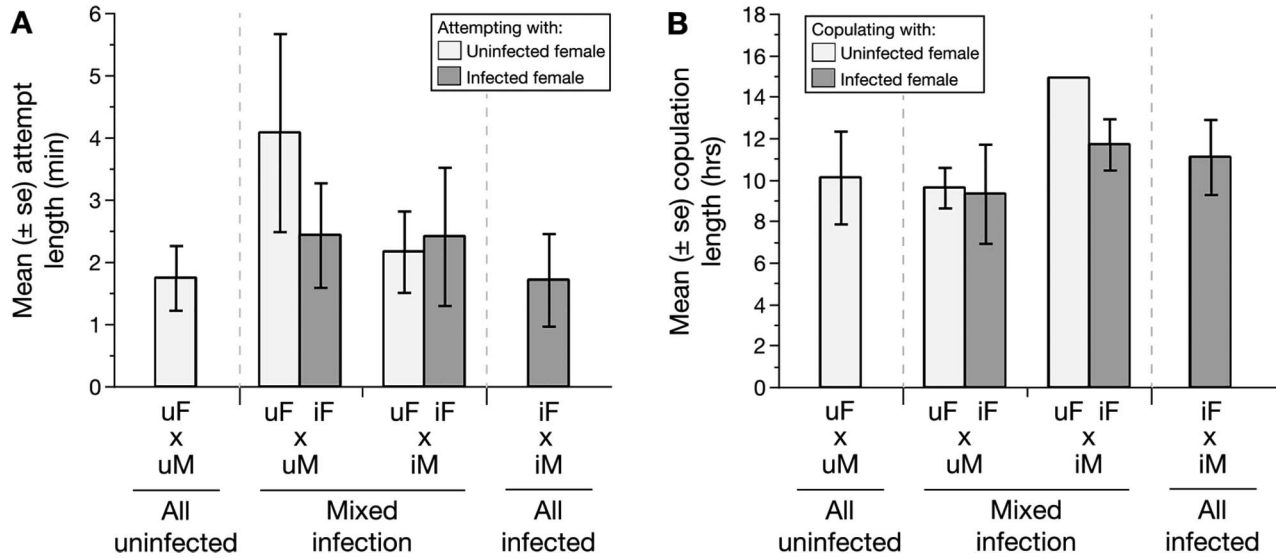 A
Mean (± se) attempt
length (min)
6
5
4
3
2
1
0
Attempting with:
Uninfected female
Infected female
uF
x
uM
uF iF
x
uM
uF iF
x
iM
iF
x
iM
All
uninfected
Mixed
infection
All
infected
B
Mean (± se) copulation
length (hrs)
18
16
14
12
10
8
6
4
2
0
Copulating with:
Uninfected female
Infected female
uF
x
uM
uF iF
x
uM
uF iF
x
iM
iF
x
iM
All
uninfected
Mixed
infection
All
infected